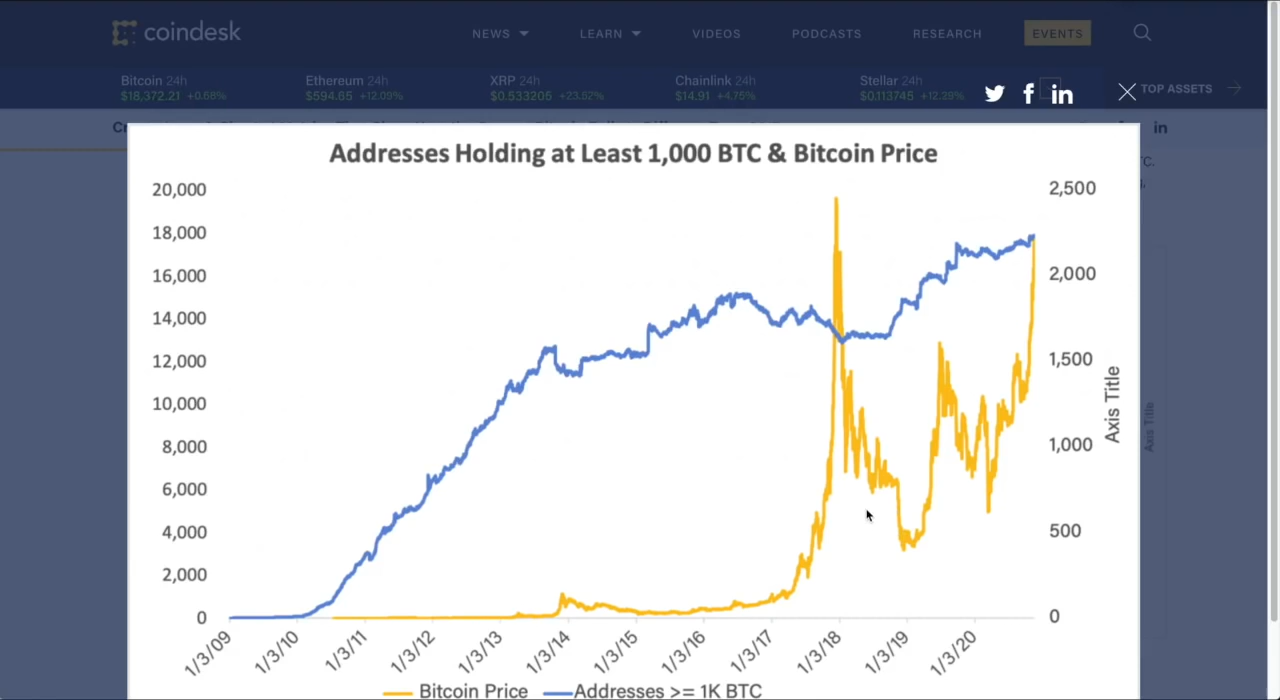 coindesk
NEWS LEARN VIDEOS PODCASTS RESEARCH EVENTS
Bitcoin 24h Ethereum 24h XRP 24h Chainlink 24h Stellar 24h
$18,372.21 +0.68% $594.65 +12.09% $0.533205 +23.52% $14.91 +4.75% $0.113745 +12.28%
TOP ASSETS
Addresses Holding at Least 1,000 BTC & Bitcoin Price
20,000
18,000
16,000
14,000
12,000
10,000
8,000
6,000
4,000
2,000
0
2,500
2,000
1,500
1,000
500
0
Axis Title
Axis Title
1/3/09 1/3/10 1/3/11 1/3/12 1/3/13 1/3/14 1/3/15 1/3/16 1/3/17 1/3/18 1/3/19 1/3/20
Bitcoin Price Addresses >= 1K BTC